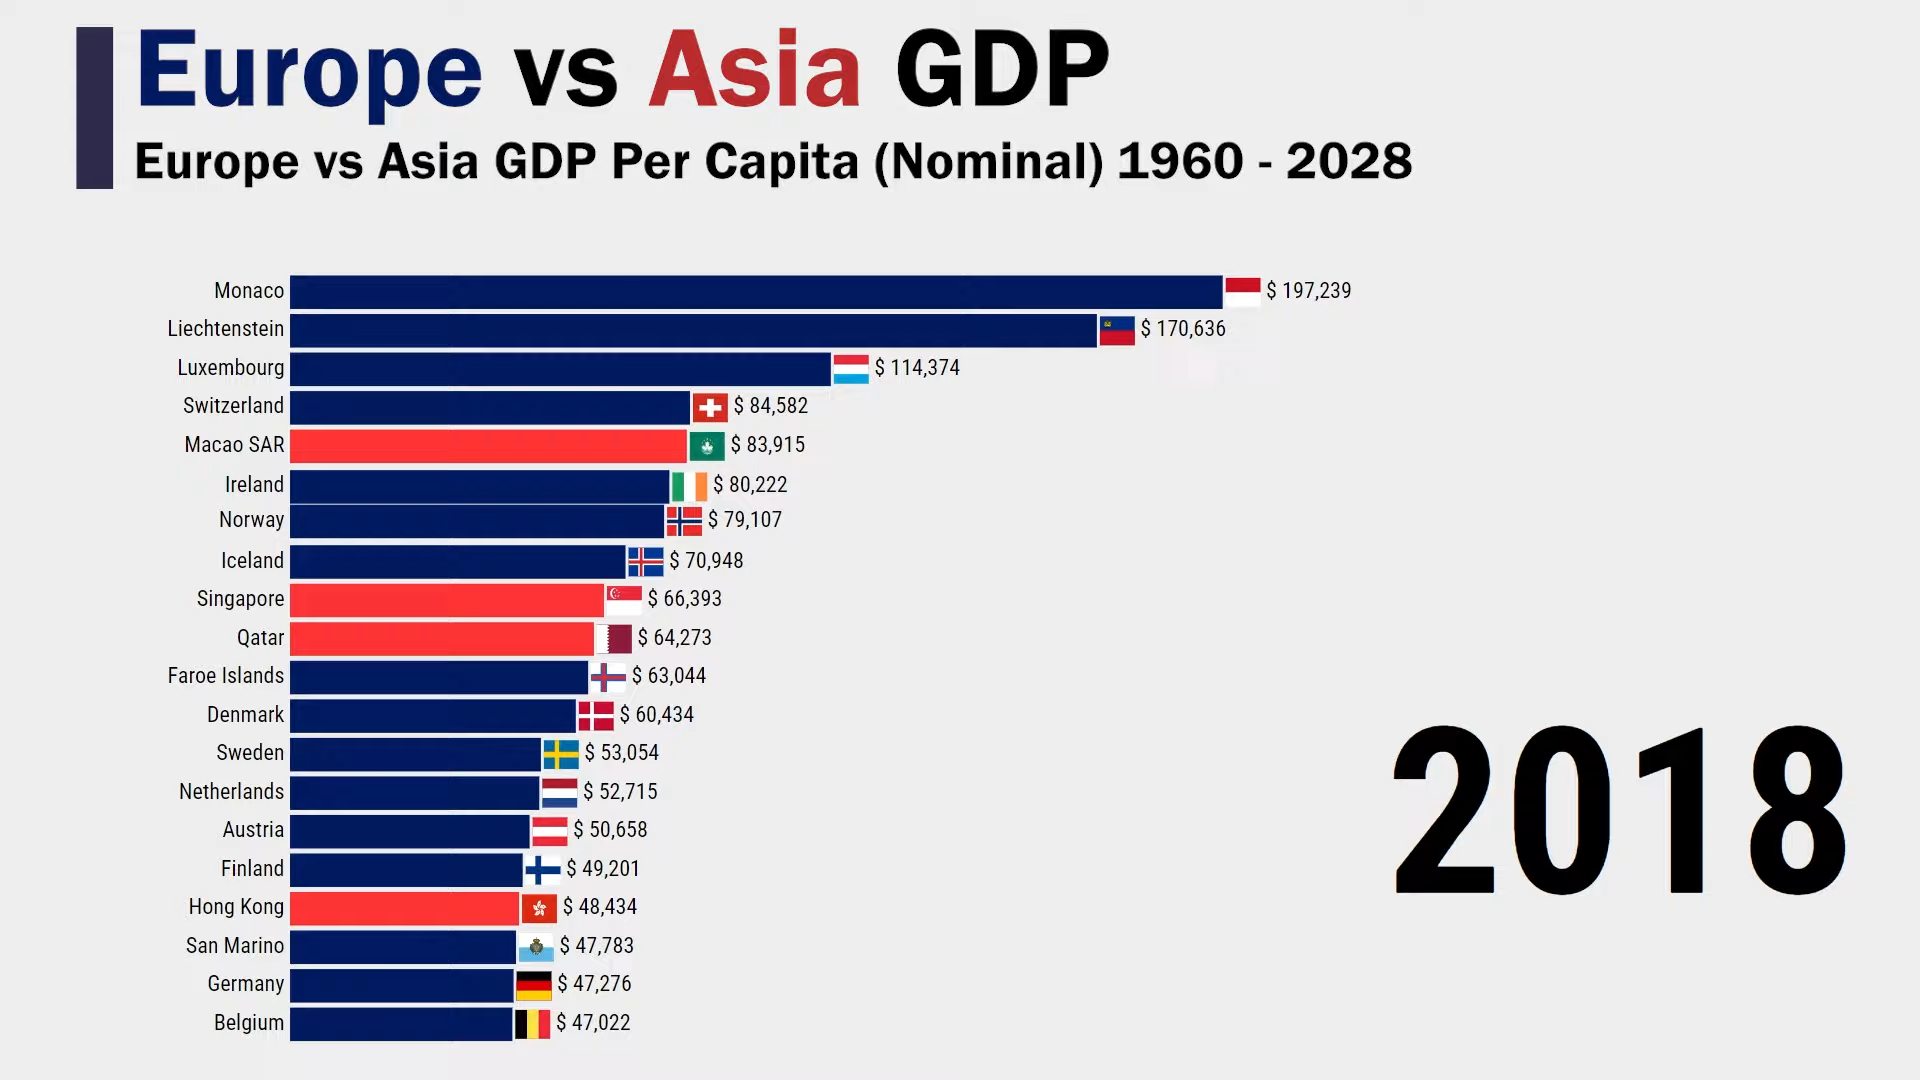 Europe vs Asia GDP
Europe vs Asia GDP Per Capita (Nominal) 1960 - 2028
Monaco $ 197,239
Liechtenstein $ 170,636
Luxembourg $ 114,374
Switzerland $ 84,582
Macao SAR $ 83,915
Ireland $ 80,222
Norway $ 79,107
Iceland $ 70,948
Singapore $ 66,393
Qatar $ 64,273
Faroe Islands $ 63,044
Denmark $ 60,434
Sweden $ 53,054
Netherlands $ 52,715
Austria $ 50,658
Finland $ 49,201
Hong Kong $ 48,434
San Marino $ 47,783
Germany $ 47,276
Belgium $ 47,022
2018